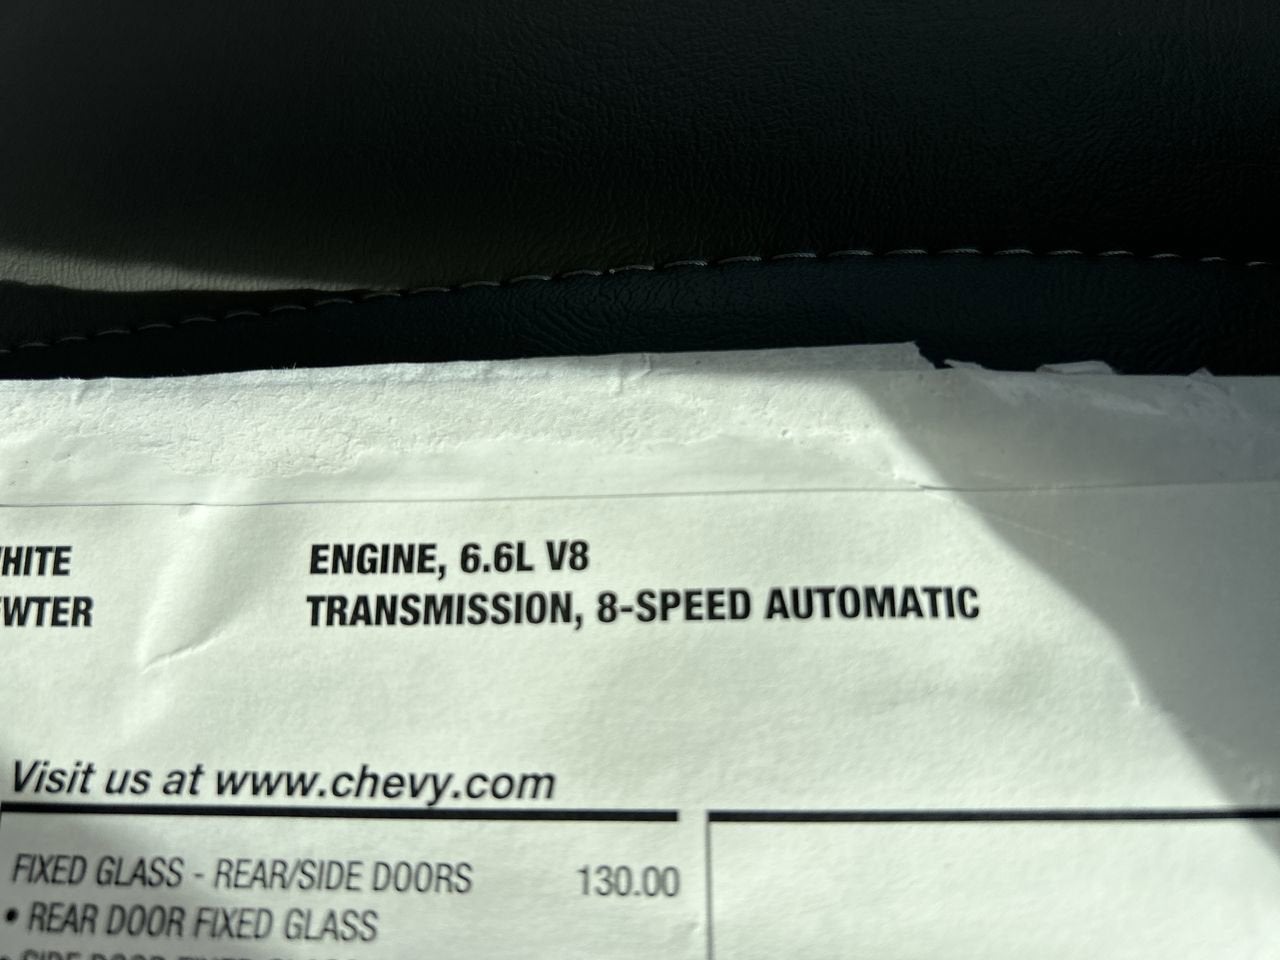 HITE
ENGINE, 6.6L V8
WTER
TRANSMISSION, 8-SPEED AUTOMATIC
Visit us at www.chevy.com
FIXED GLASS - REAR/SIDE DOORS 130.00
• REAR DOOR FIXED GLASS